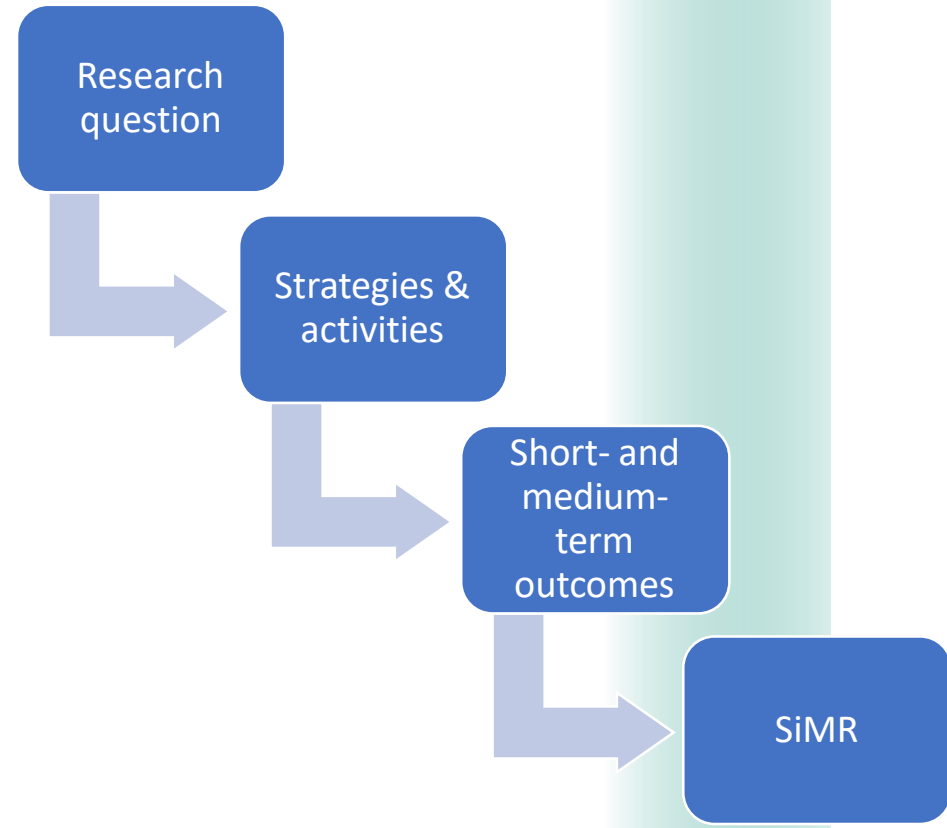 Research
question
Strategies &
activities
Short- and
medium-
term
outcomes
SiMR